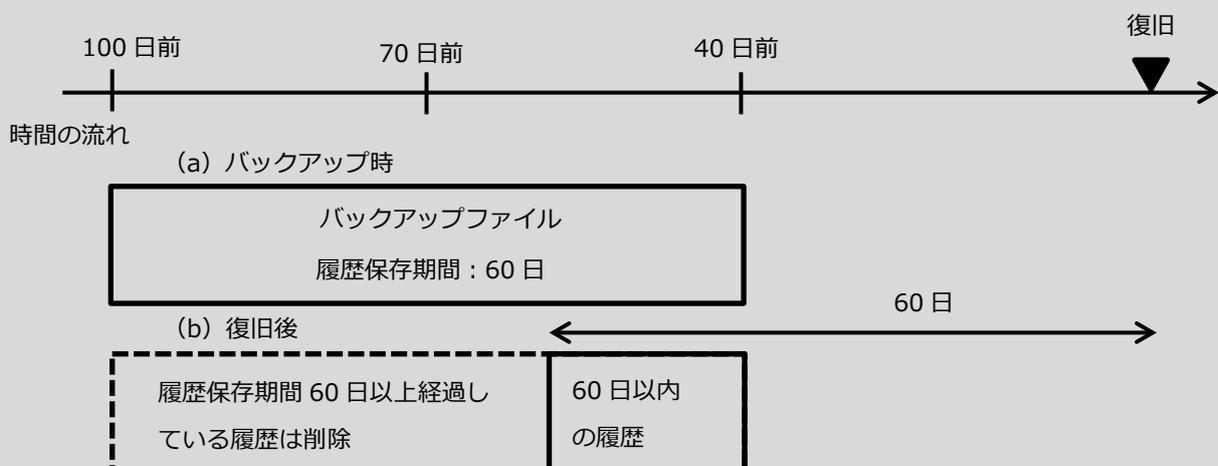 復旧
100 日前
70 日前
40 日前
時間の流れ
（a）バックアップ時
バックアップファイル
履歴保存期間：60 日
60 日
（b）復旧後
履歴保存期間 60 日以上経過し
ている履歴は削除
60 日以内
の履歴